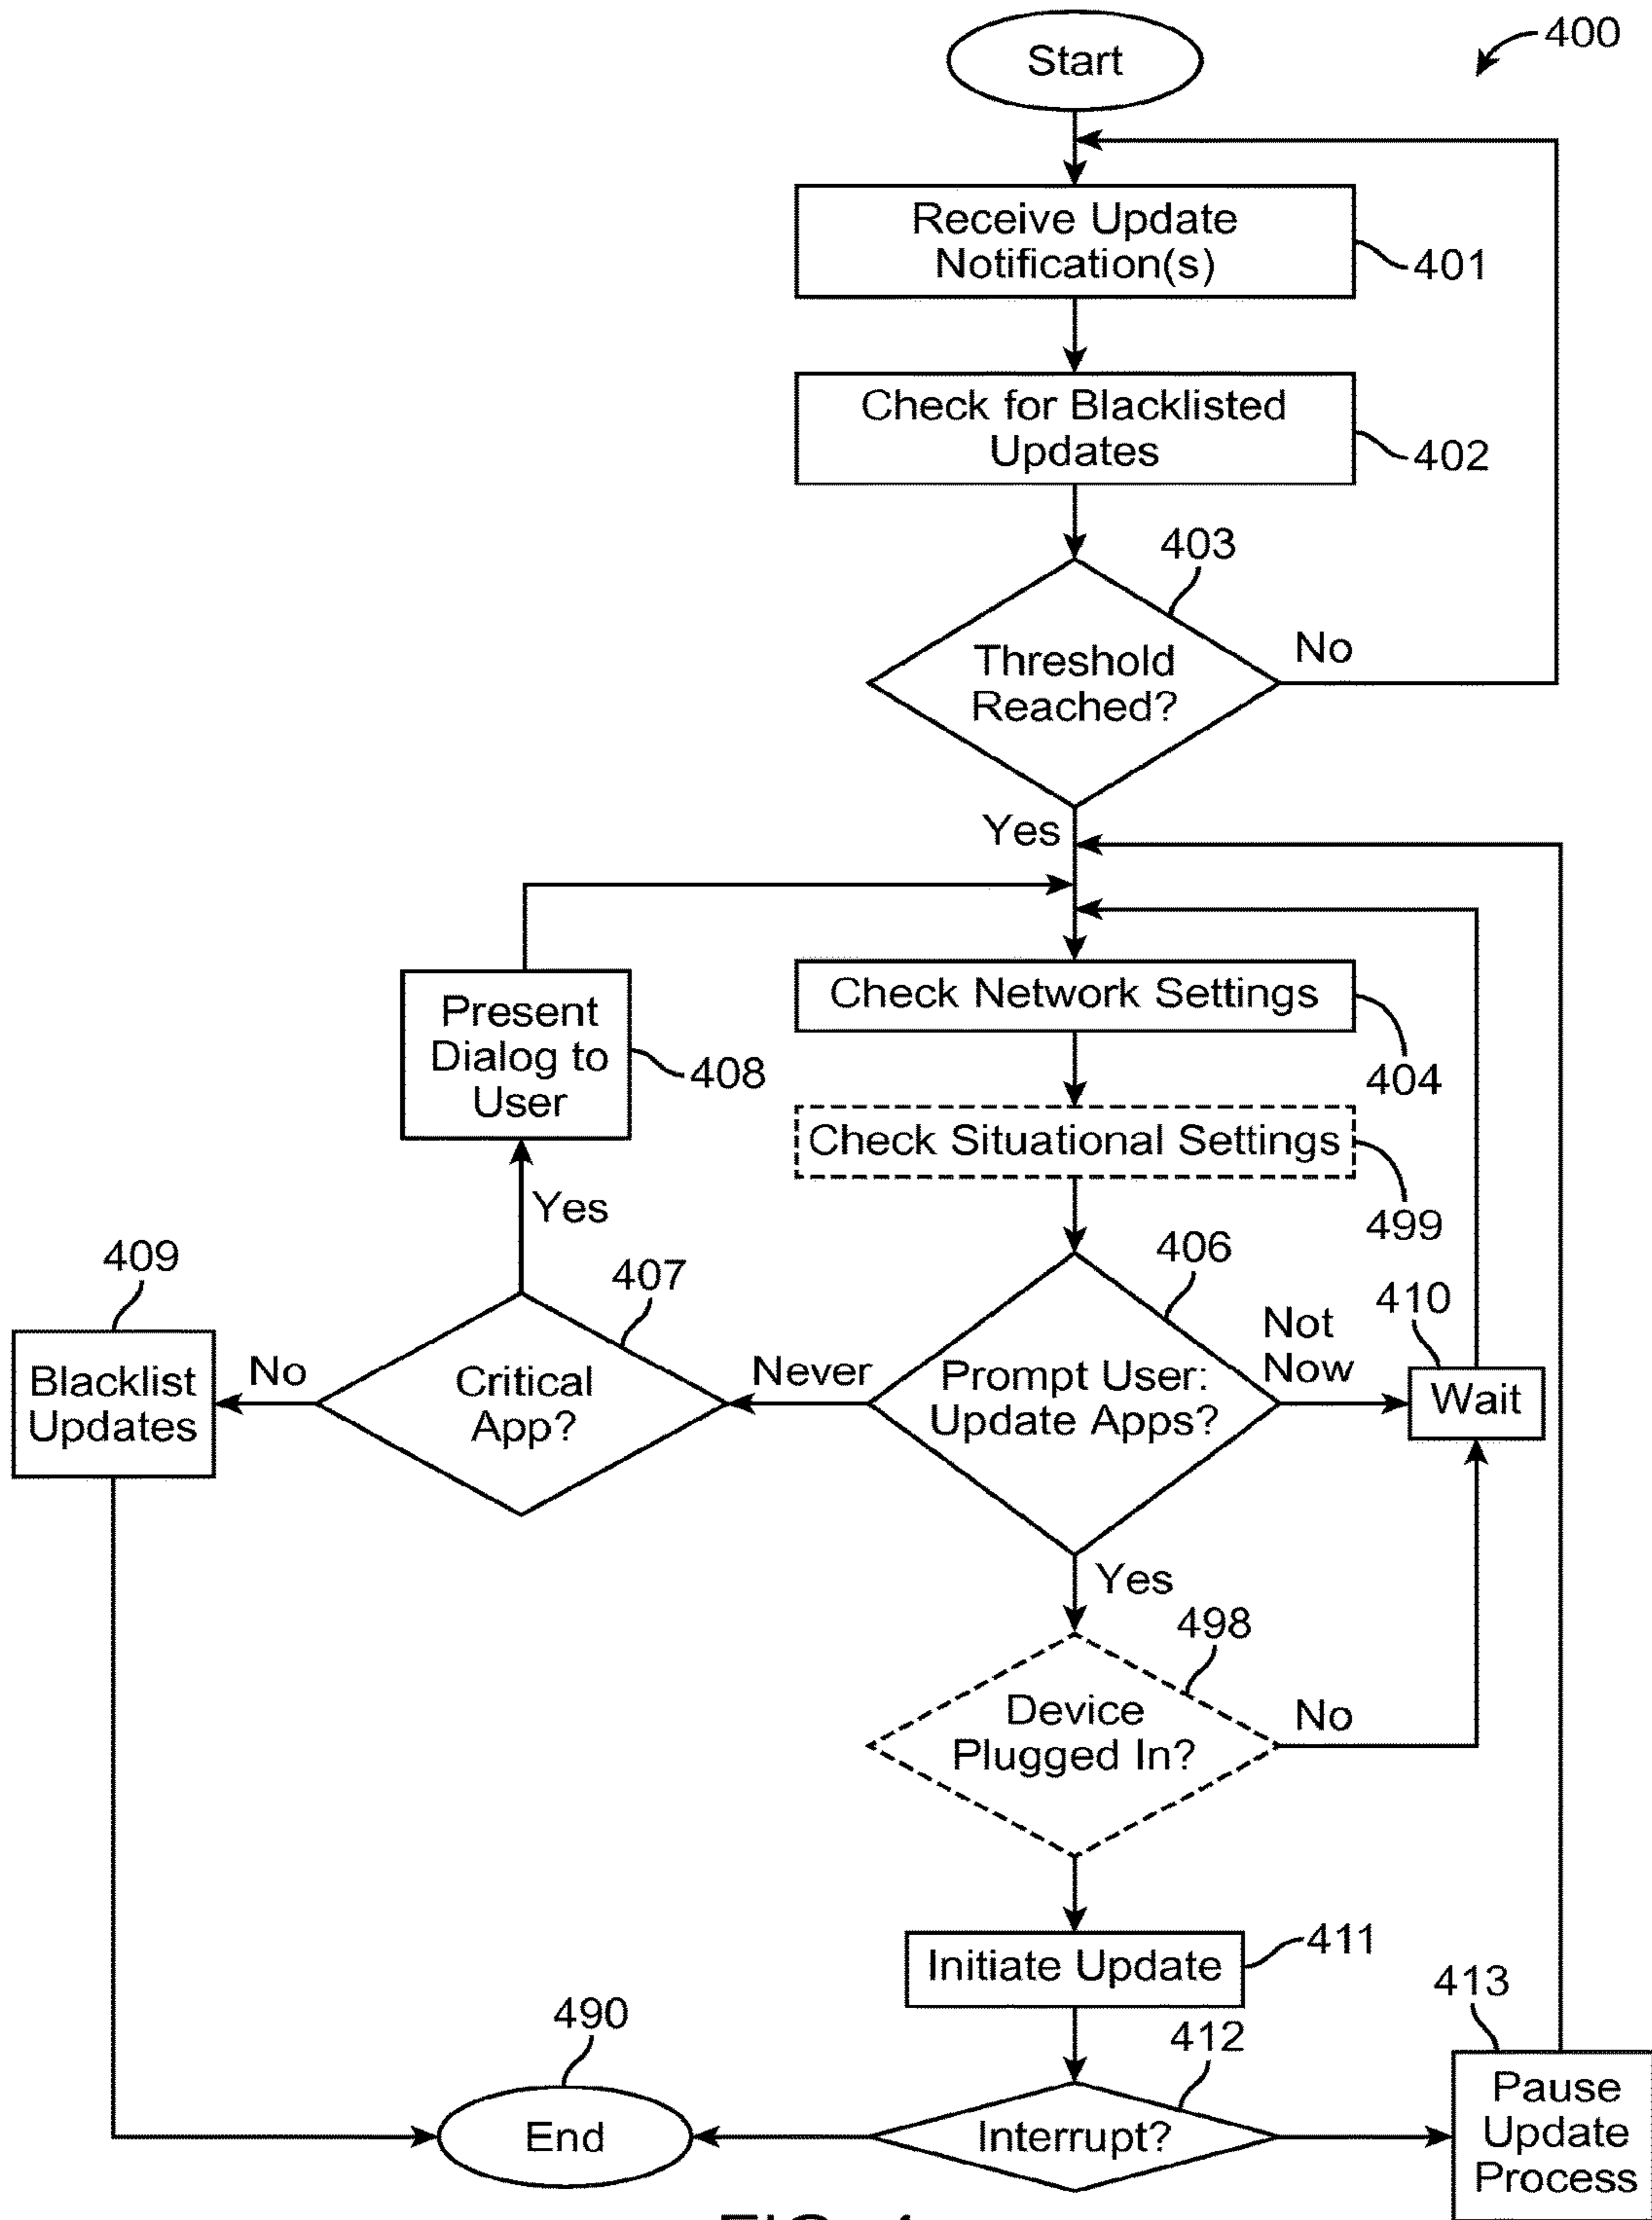 400
Start
Receive Update
Notification(s)
401
Check for Blacklisted
Updates
402
403
Threshold
Reached?
No
Yes
Check Network Settings
404
Present
Dialog to
User
408
Check Situational Settings
499
Yes
409
407
406
410
Blacklist
Updates
No
Critical
App?
Never
Prompt User:
Update Apps?
Not
Now
Wait
Yes
498
Device
Plugged In?
No
Initiate Update
411
413
490
412
End
Interrupt?
Pause
Update
Process